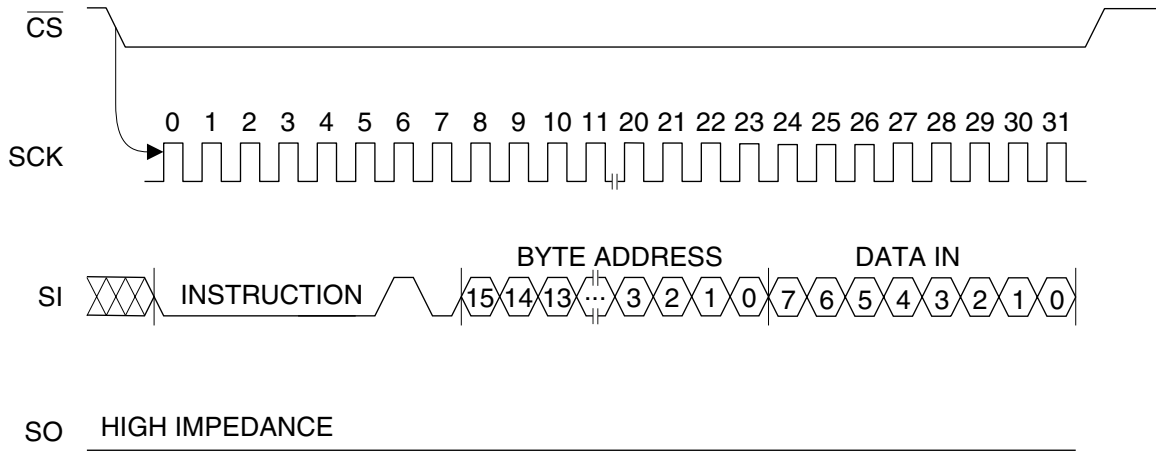 CS
0 1 2 3 4 5 6 7 8 9 10 11 20 21 22 23 24 25 26 27 28 29 30 31
SCK
BYTE ADDRESS DATA IN
SI INSTRUCTION 15 14 13 ... 3 2 1 0 7 6 5 4 3 2 1 0
SO HIGH IMPEDANCE